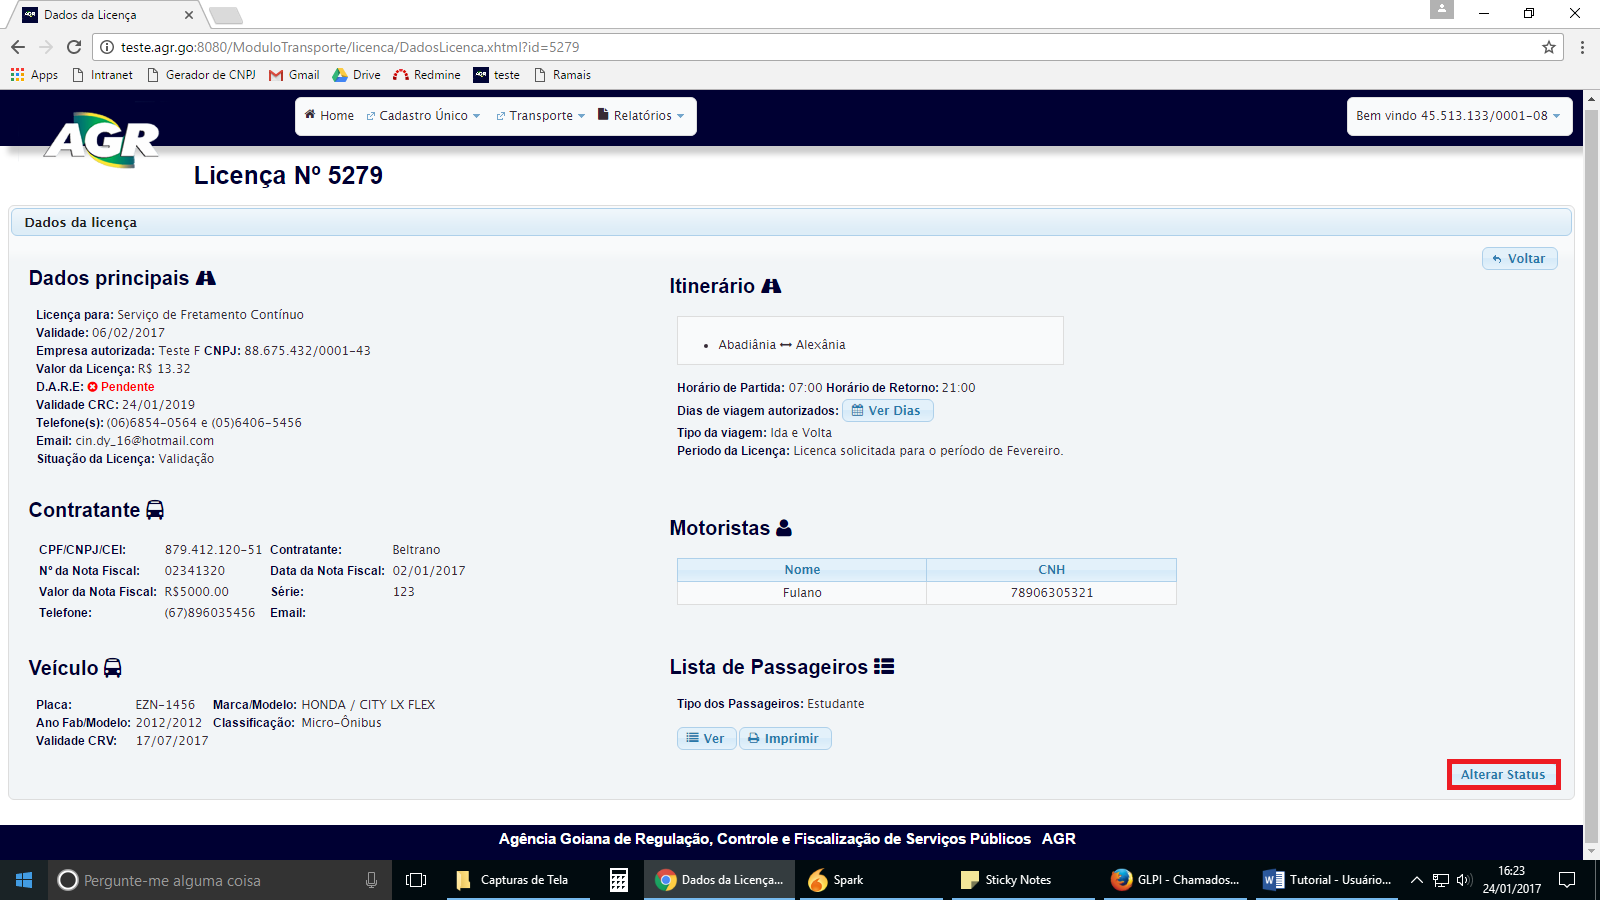 Dados da Licença
teste.agr.go:8080/ModuloTransporte/licenca/DadosLicenca.xhtml?id=5279
Apps Intranet Gerador de CNPJ Gmail Drive Redmine AGR teste Ramais
AGR
Home Cadastro Único Transporte Relatórios
Bem vindo 45.513.133/0001-08
Licença Nº 5279
Dados da licença
Voltar
Dados principais
Licença para: Serviço de Fretamento Contínuo
Validade: 06/02/2017
Empresa autorizada: Teste F CNPJ: 88.675.432/0001-43
Valor da Licença: R$ 13.32
D.A.R.E: Pendente
Validade CRC: 24/01/2019
Telefone(s): (06)6854-0564 e (05)6406-5456
Email: cin.dy_16@hotmail.com
Situação da Licença: Validação
Itinerário
• Abadiânia ↔ Alexânia
Horário de Partida: 07:00 Horário de Retorno: 21:00
Dias de viagem autorizados: Ver Dias
Tipo da viagem: Ida e Volta
Periodo da Licença: Licenca solicitada para o período de Fevereiro.
Contratante
CPF/CNPJ/CEI: 879.412.120-51 Contratante: Beltrano
Nº da Nota Fiscal: 02341320 Data da Nota Fiscal: 02/01/2017
Valor da Nota Fiscal: R$5000.00 Série: 123
Telefone: (67)896035456 Email:
Motoristas
Nome CNH
Fulano 78906305321
Veículo
Placa: EZN-1456 Marca/Modelo: HONDA / CITY LX FLEX
Ano Fab/Modelo: 2012/2012 Classificação: Micro-Ônibus
Validade CRV: 17/07/2017
Lista de Passageiros
Tipo dos Passageiros: Estudante
Ver Imprimir
Alterar Status
Agência Goiana de Regulação, Controle e Fiscalização de Serviços Públicos AGR
Pergunte-me alguma coisa
Capturas de Tela
Dados da Licença...
Spark
Sticky Notes
GLPI - Chamados...
Tutorial - Usuário...
16:23
24/01/2017